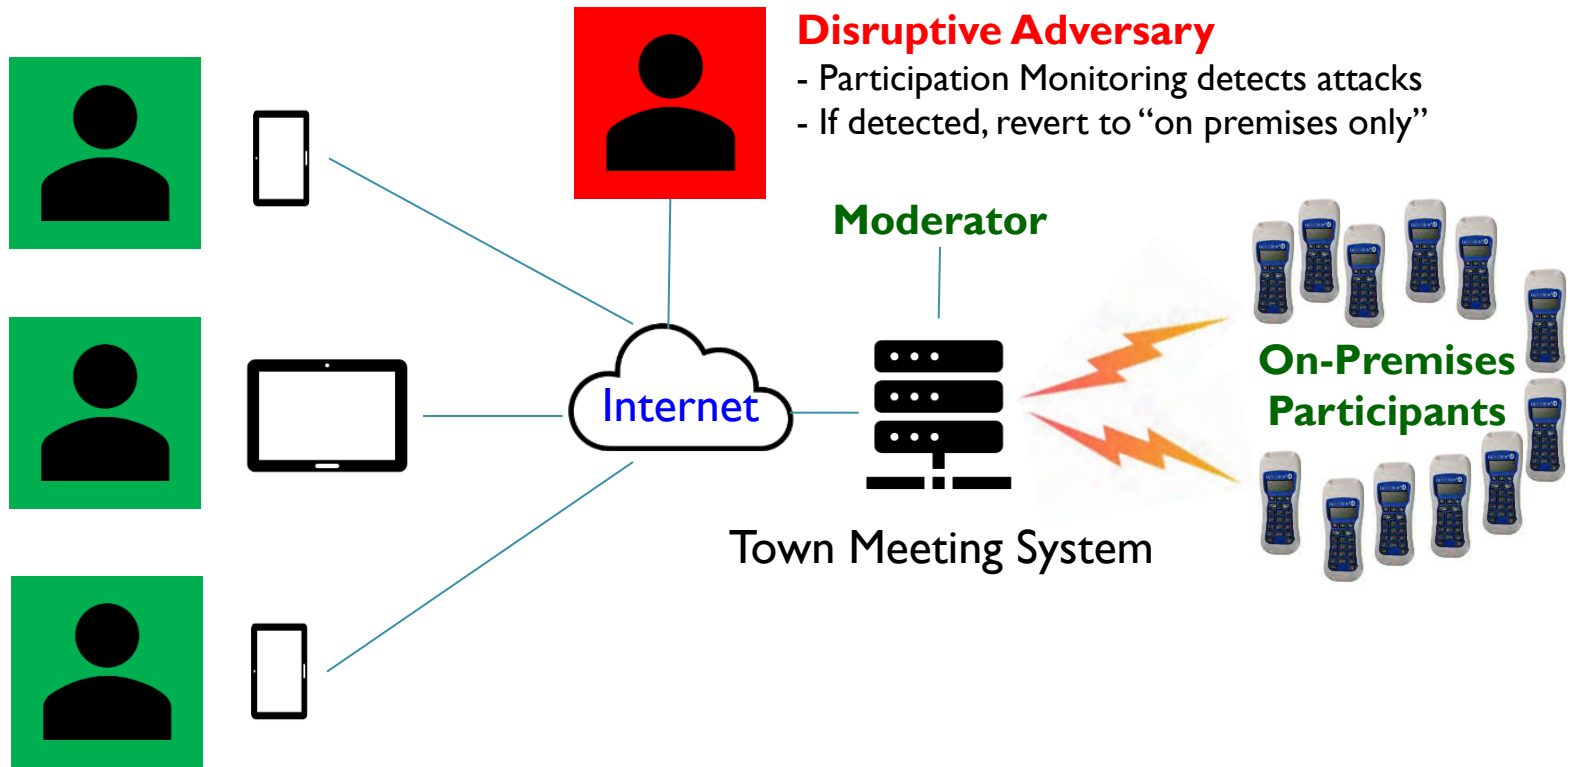 Disruptive Adversary
- Participation Monitoring detects attacks
- If detected, revert to “on premises only”
Moderator
On-Premises
Participants
Internet
Town Meeting System